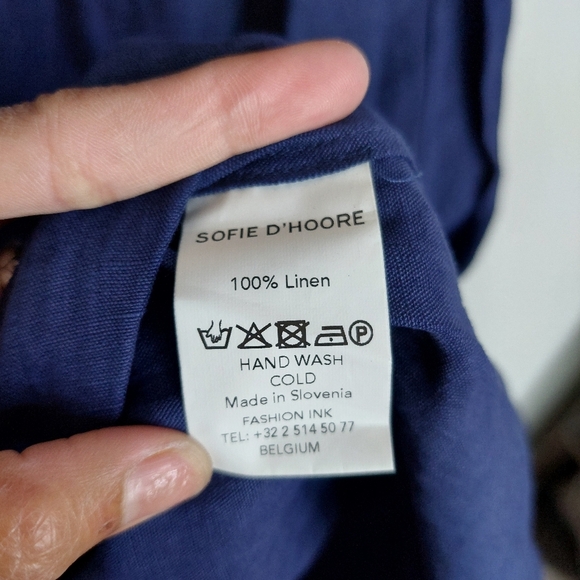 SOFIE D'HOORE
100% Linen
P
HAND WASH
COLD
Made in Slovenia
FASHION INK
TEL: +32 2 514 50 77
BELGIUM